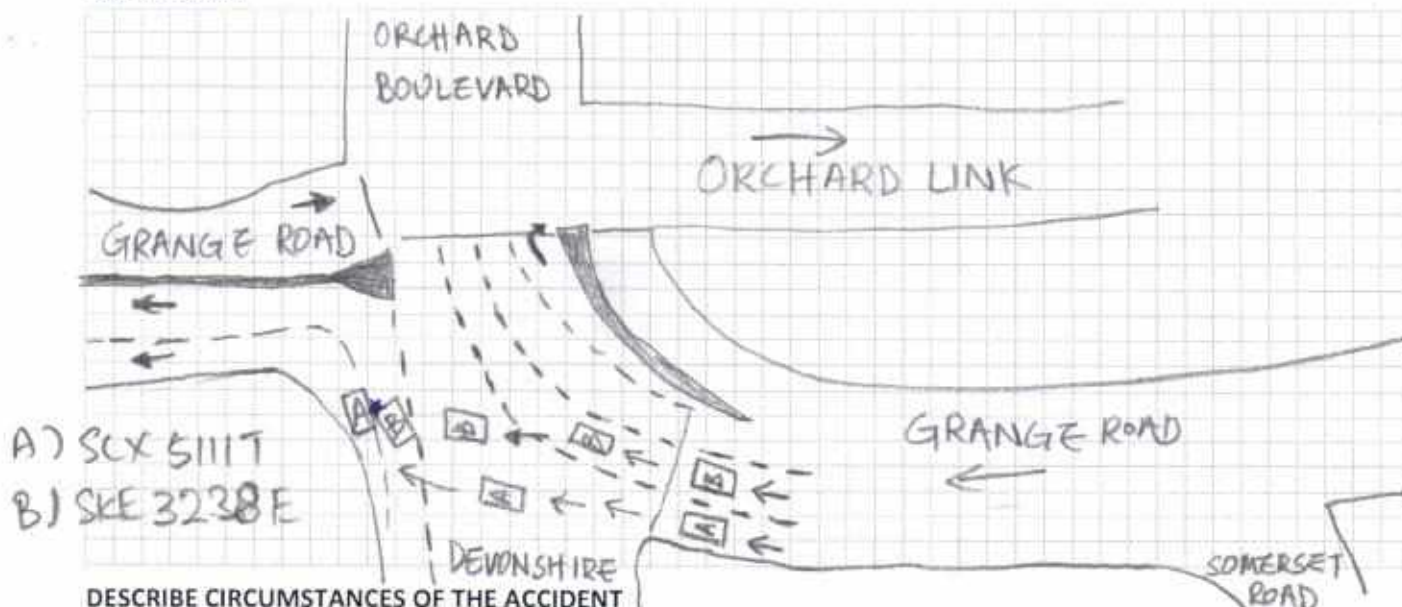 ORCHARD
BOULEVARD
ORCHARD LINK
GRANGE ROAD
GRANGE ROAD
A) SCX 5111T
B) SKE 3238E
A
B
B
B
B
A
A
DEVONSHIRE
SOMERSET
ROAD
DESCRIBE CIRCUMSTANCES OF THE ACCIDENT